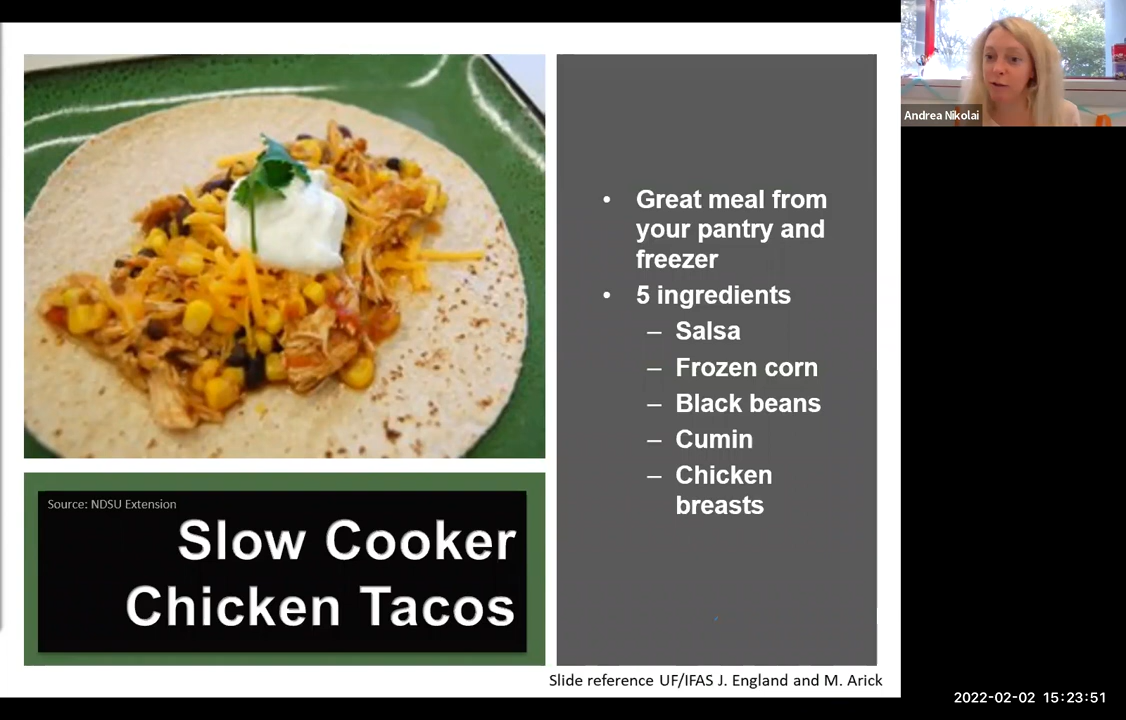 Andrea Nikolai
• Great meal from
your pantry and
freezer
• 5 ingredients
– Salsa
– Frozen corn
– Black beans
– Cumin
– Chicken
breasts
Source: NDSU Extension
Slow Cooker
Chicken Tacos
Slide reference UF/IFAS J. England and M. Arick
2022-02-02 15:23:51